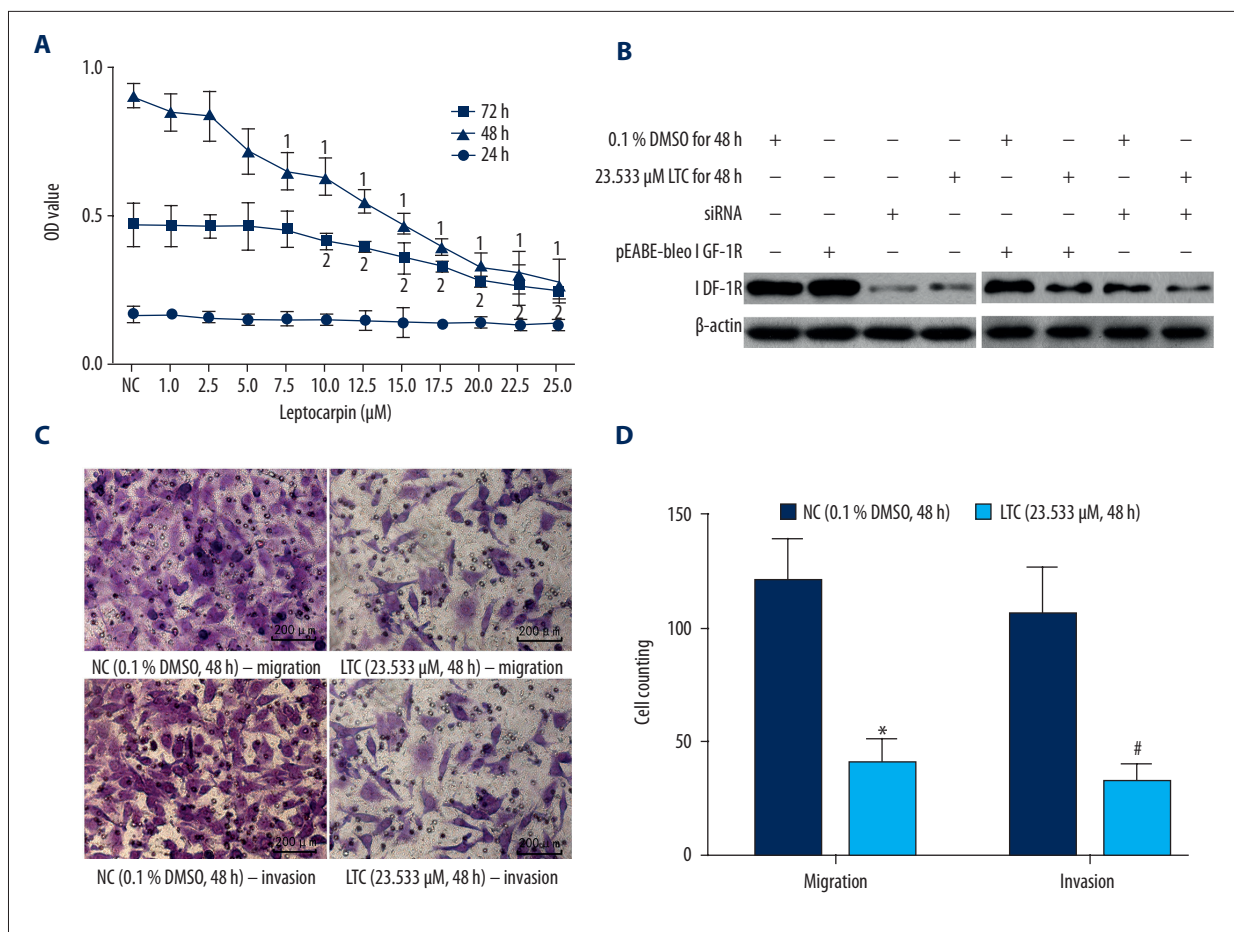 A
1.0
0.5
0.0
OD value
72 h
48 h
24 h
1 1 1 1 1 1 1 1
2 2 2 2 2 2 2
NC 1.0 2.5 5.0 7.5 10.0 12.5 15.0 17.5 20.0 22.5 25.0
Leptocarpin (µM)
B
0.1 % DMSO for 48 h + – – – + – + –
23.533 µM LTC for 48 h – – – + – + – +
siRNA – – + – – – + +
pEABE-bleo I GF-1R – + – – + + – –
I DF-1R
β-actin
C
200 µm
200 µm
NC (0.1 % DMSO, 48 h) – migration
LTC (23.533 µM, 48 h) – migration
200 µm
200 µm
NC (0.1 % DMSO, 48 h) – invasion
LTC (23.533 µM, 48 h) – invasion
D
NC (0.1 % DMSO, 48 h) LTC (23.533 µM, 48 h)
150
100
50
0
Cell counting
*
#
Migration Invasion